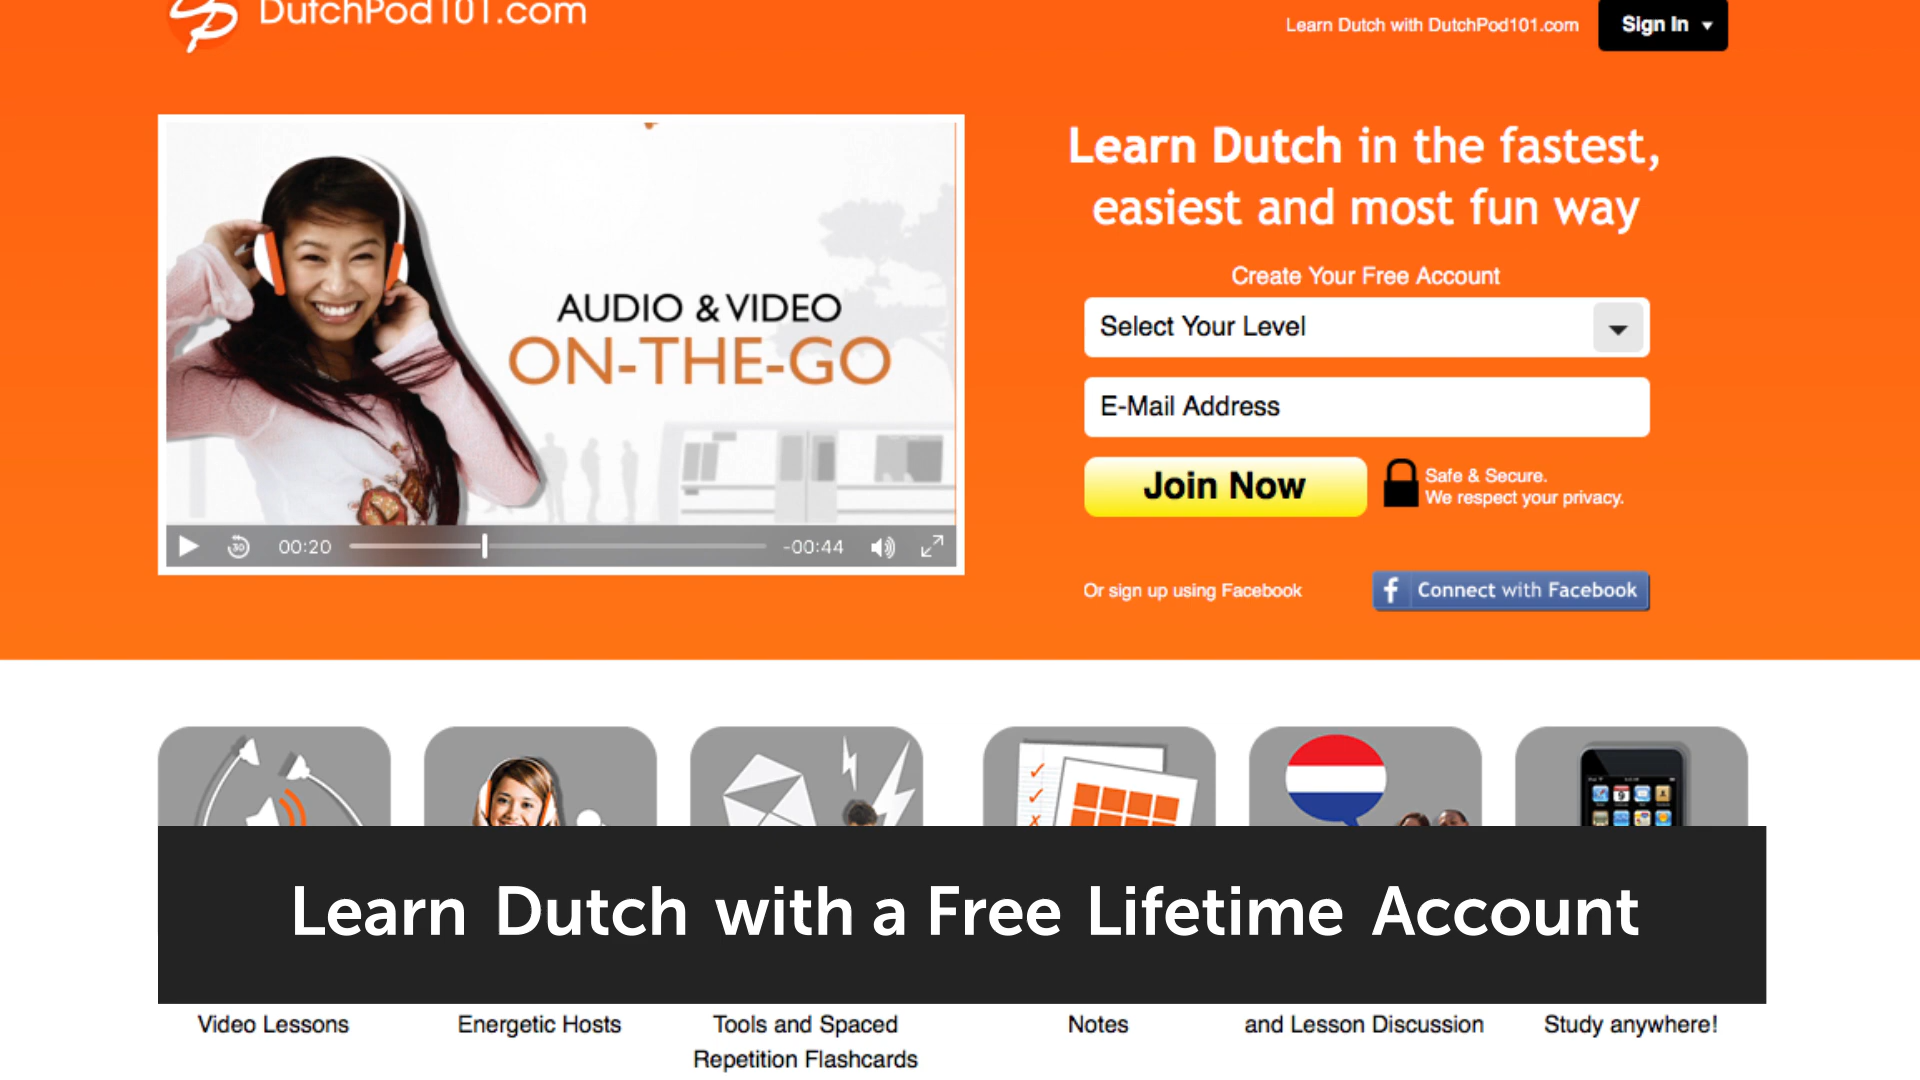 DutchPod101.com
Learn Dutch with DutchPod101.com
Sign In
AUDIO & VIDEO
ON-THE-GO
30
00:20
-00:44
Learn Dutch in the fastest,
easiest and most fun way
Create Your Free Account
Select Your Level
E-Mail Address
Join Now
Safe & Secure.
We respect your privacy.
Or sign up using Facebook
f Connect with Facebook
Learn Dutch with a Free Lifetime Account
Video Lessons
Energetic Hosts
Tools and Spaced
Repetition Flashcards
Notes
and Lesson Discussion
Study anywhere!